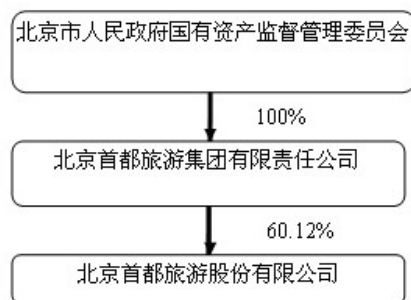 北京市人民政府国有资产监督管理委员会
100%
北京首都旅游集团有限责任公司
60.12%
北京首都旅游股份有限公司